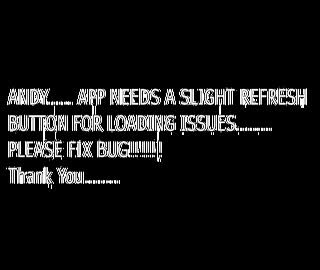 ANDY...... APP NEEDS A SLIGHT REFRESH
BUTTON FOR LOADING ISSUES.........
PLEASE FIX BUG!!!!!!!
Thank You.........